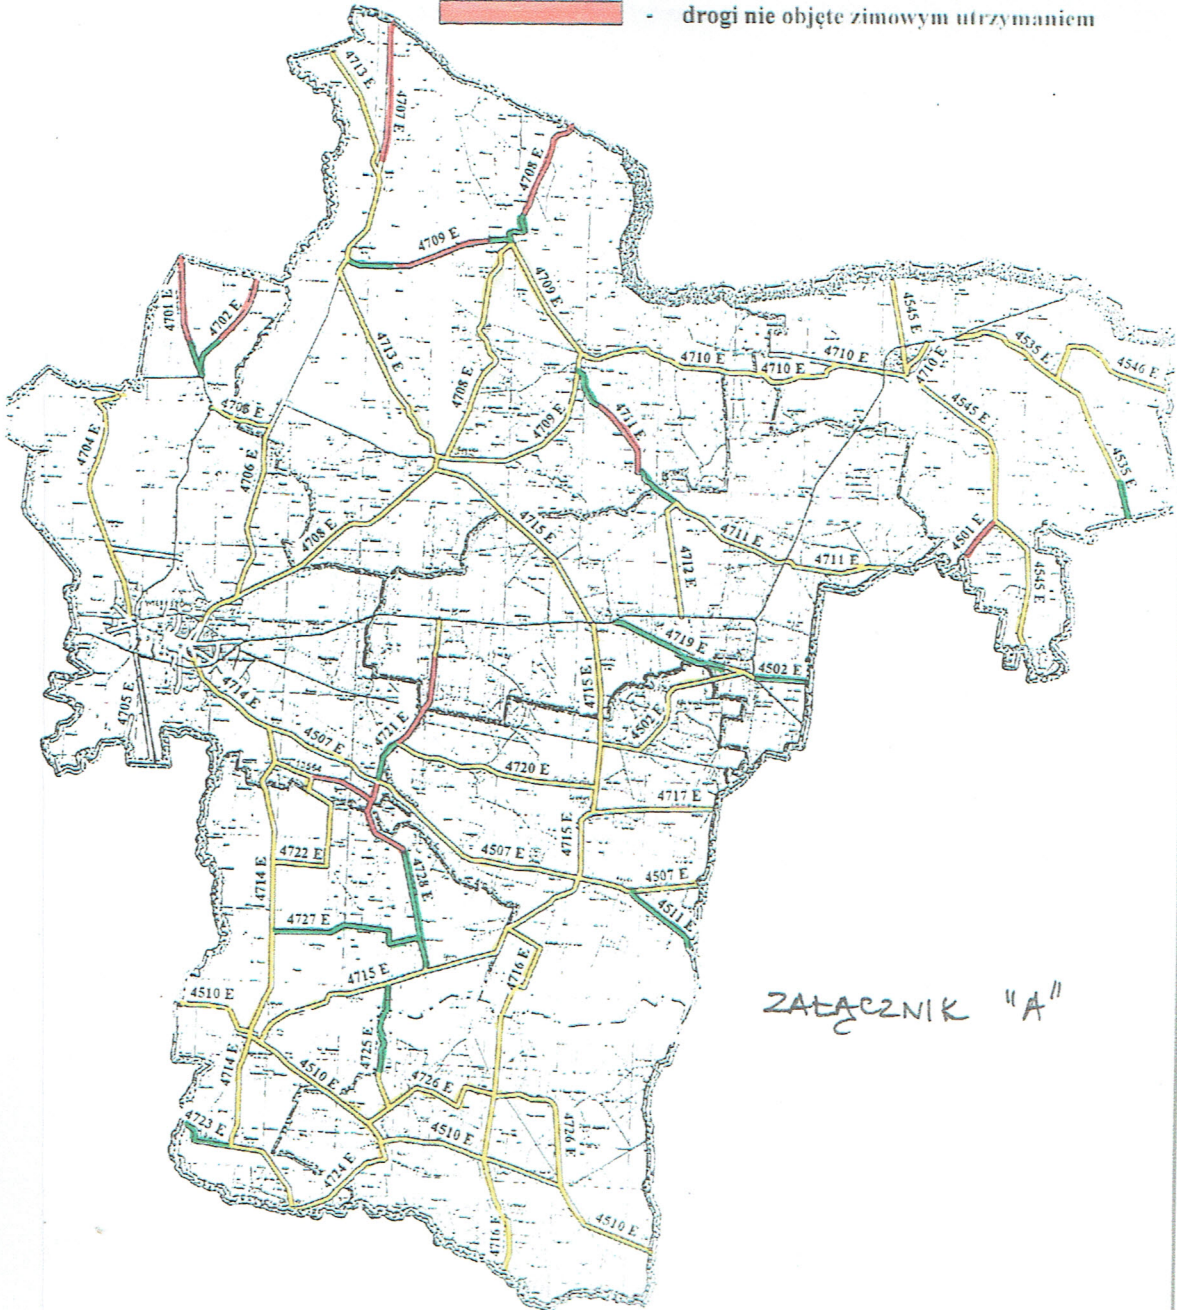 - drogi nie objęte zimowym utrzymaniem
4713 E
4707 E
4708 E
4709 E
4709 E
4701 E
4702 E
4545 E
4713 E
4708 E
4710 E
4710 E
4710 E
4710 E
4535 E
4546 E
4704 E
4708 E
4709 E
4711 E
4545 E
4706 E
4535 E
4708 E
4715 E
4711 E
4501 E
4711 E
4712 E
4545 E
4719 E
4502 E
4705 E
4714 E
4715 E
4502 E
4721 E
4507 E
4720 E
4717 E
4715 E
4722 E
4507 E
4714 E
4728 E
4507 E
4727 E
4511 E
4716 E
4715 E
4510 E
ZAŁĄCZNIK "A"
4725 E
4714 E
4510 E
4726 E
4723 E
4510 E
4726 E
4724 E
4716 E
4510 E